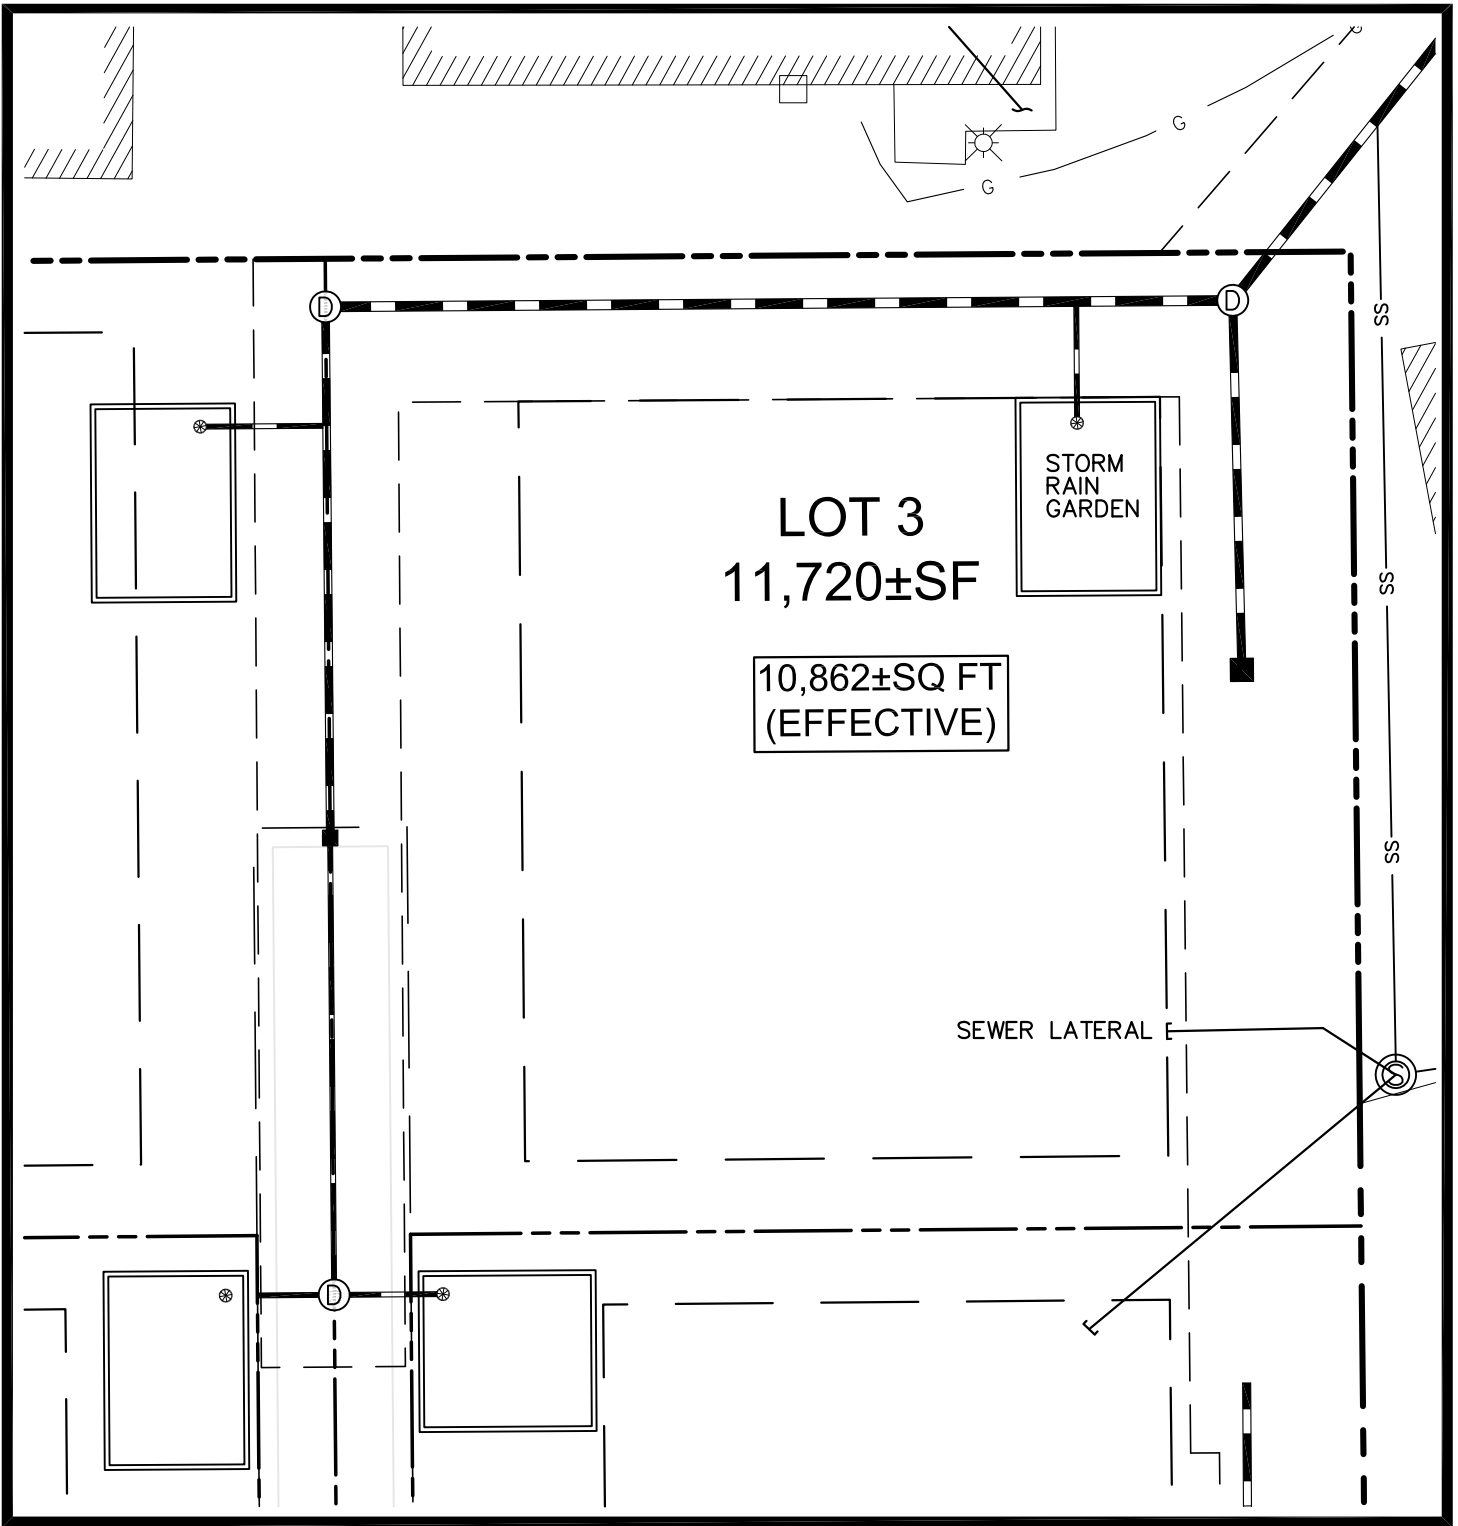 G
G
G
D
D
SS
STORM
RAIN
GARDEN
LOT 3
11,720±SF
SS
10,862±SQ FT
(EFFECTIVE)
SS
SEWER LATERAL
S
D